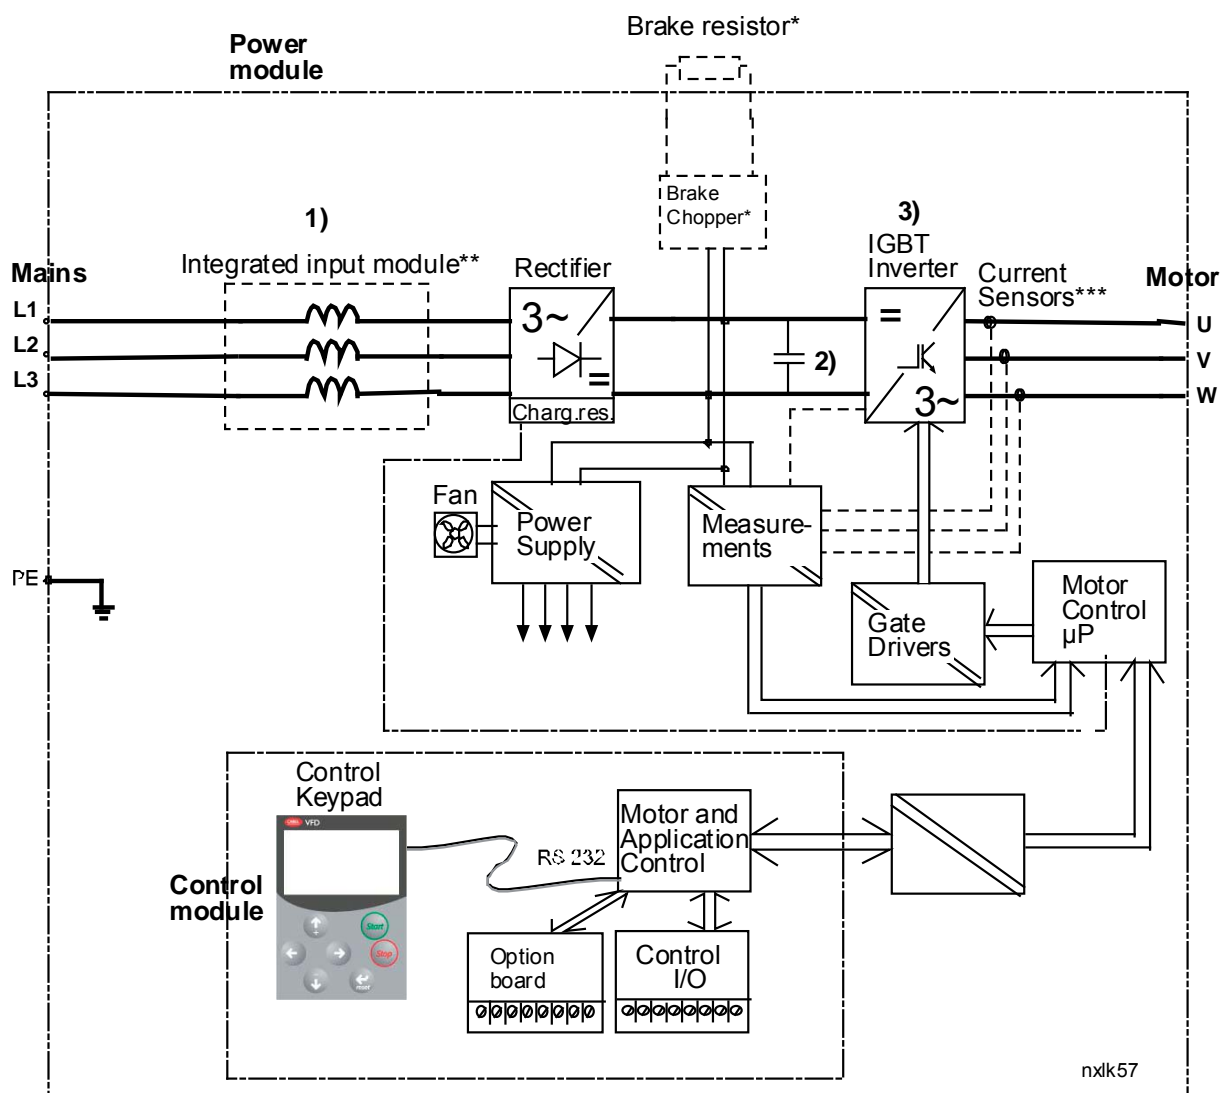 Brake resistor*
Power
module
Brake
Chopper*
1)
3)
Integrated input module**
Rectifier
IGBT
Inverter
Current
Sensors***
Mains
Motor
L1
L2
L3
3~
=
Charg.res.
2)
=
3~
U
V
W
Fan
Power
Supply
Measure-
ments
PE
Gate
Drivers
Motor
Control
µP
Control
Keypad
VFD
Start
Stop
reset
RS 232
Motor and
Application
Control
Control
module
Option
board
Control
I/O
nxlk57